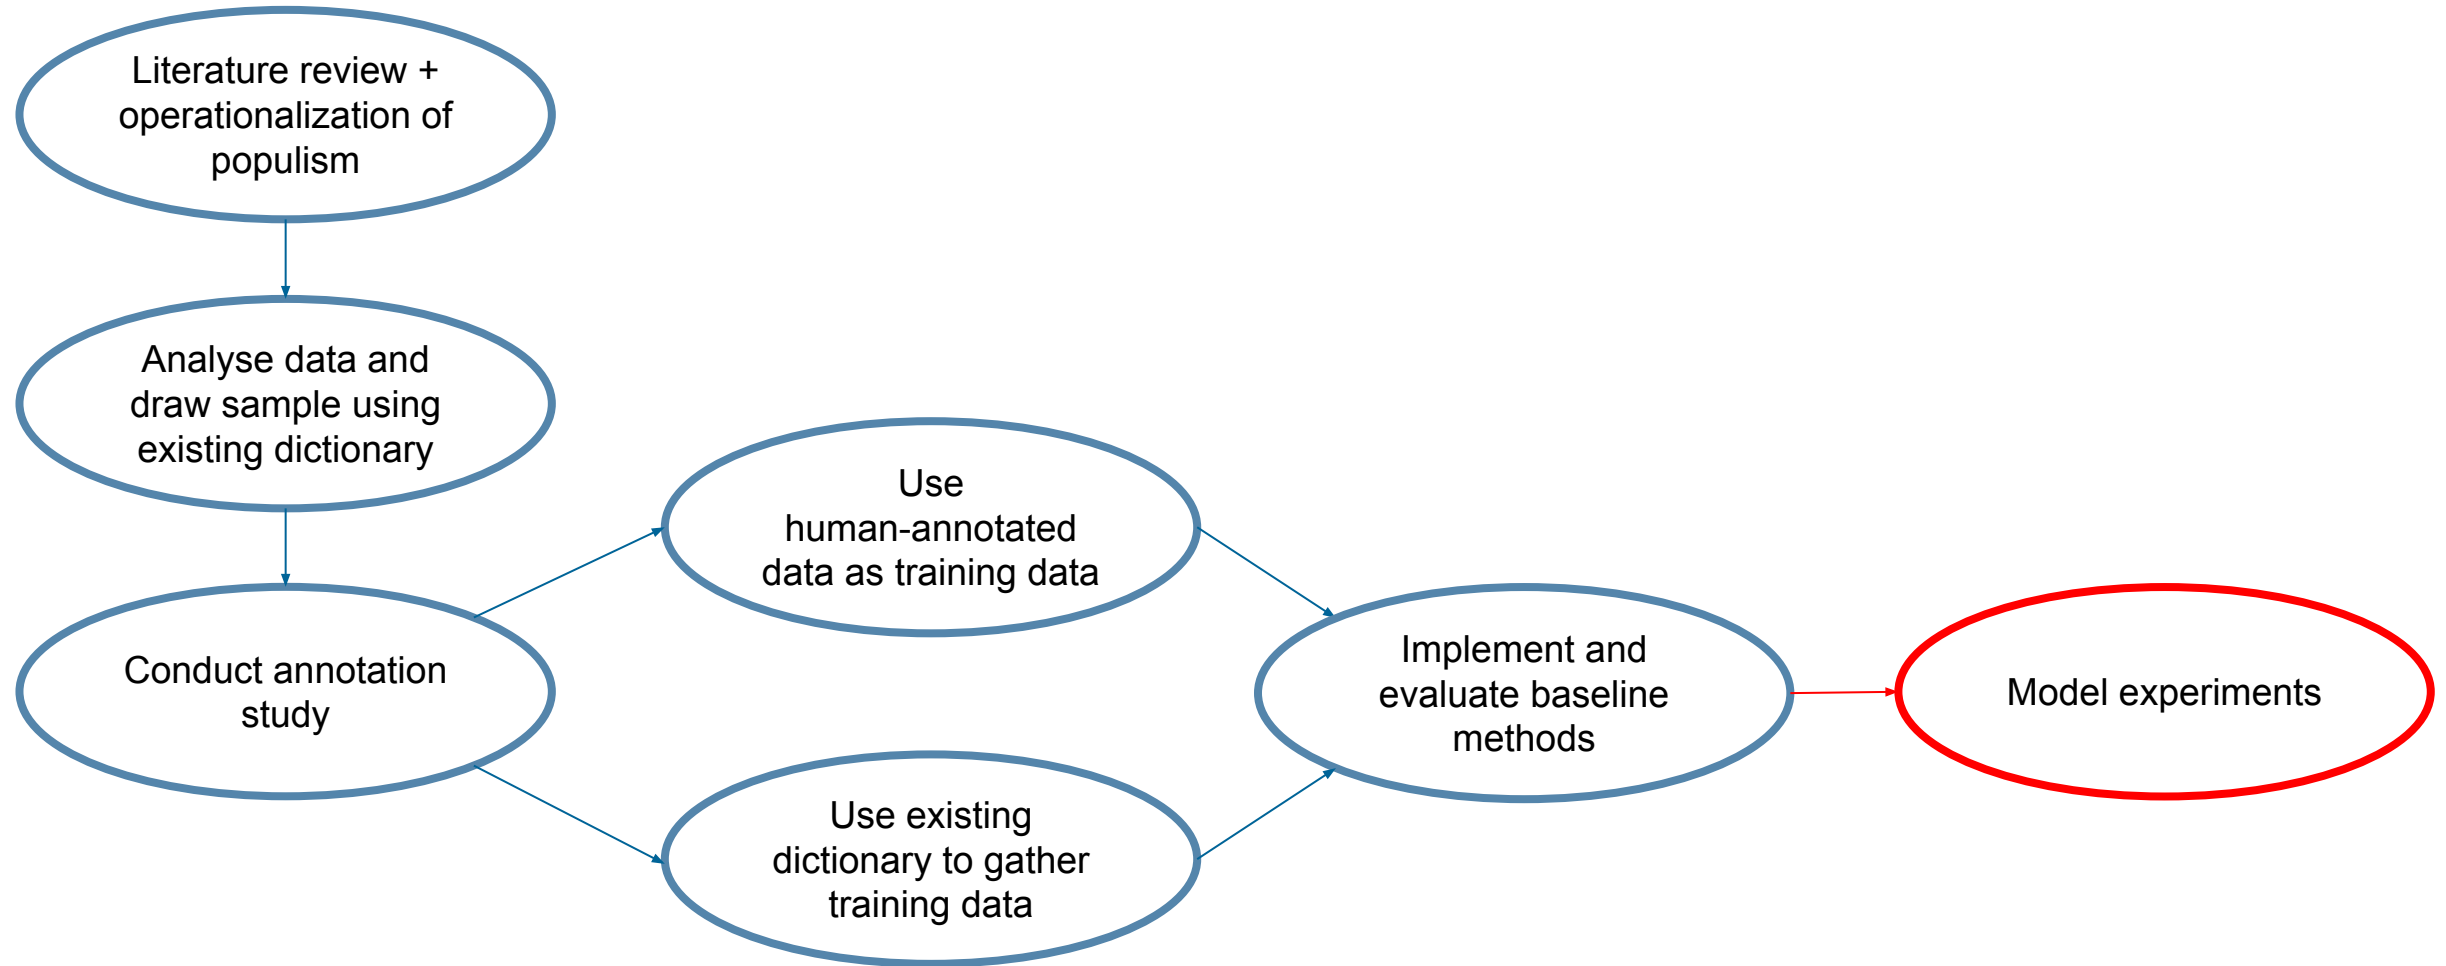 Literature review +
operationalization of
populism
Analyse data and
draw sample using
existing dictionary
Conduct annotation
study
Use
human-annotated
data as training data
Use existing
dictionary to gather
training data
Implement and
evaluate baseline
methods
Model experiments